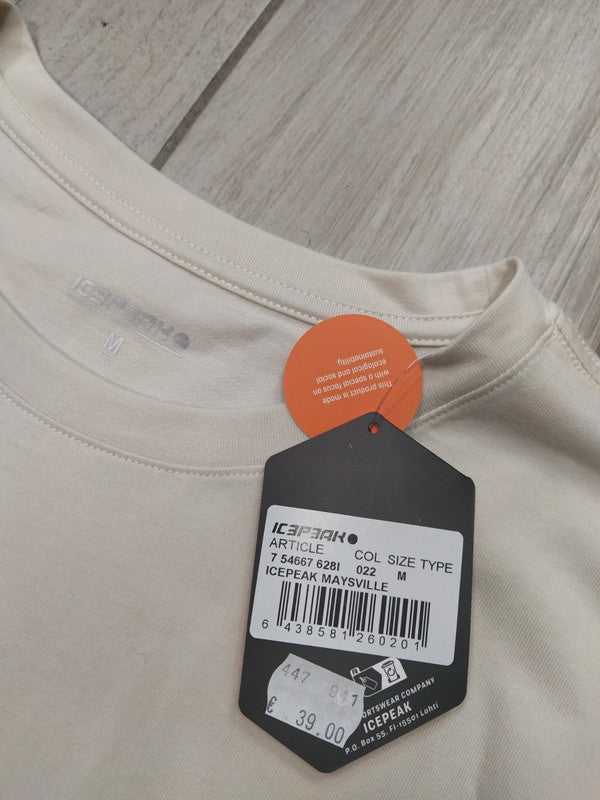 ICEPEAK
M
This product is made
with a special focus on
ecological and social
sustainability
ICEPEAK
ARTICLE COL SIZE TYPE
7 54667 628I 022 M
ICEPEAK MAYSVILLE
6 438581 260201
447 941
€ 39.00
PORTSWEAR COMPANY
ICEPEAK
P.O. Box 55, FI-15501 Lahti